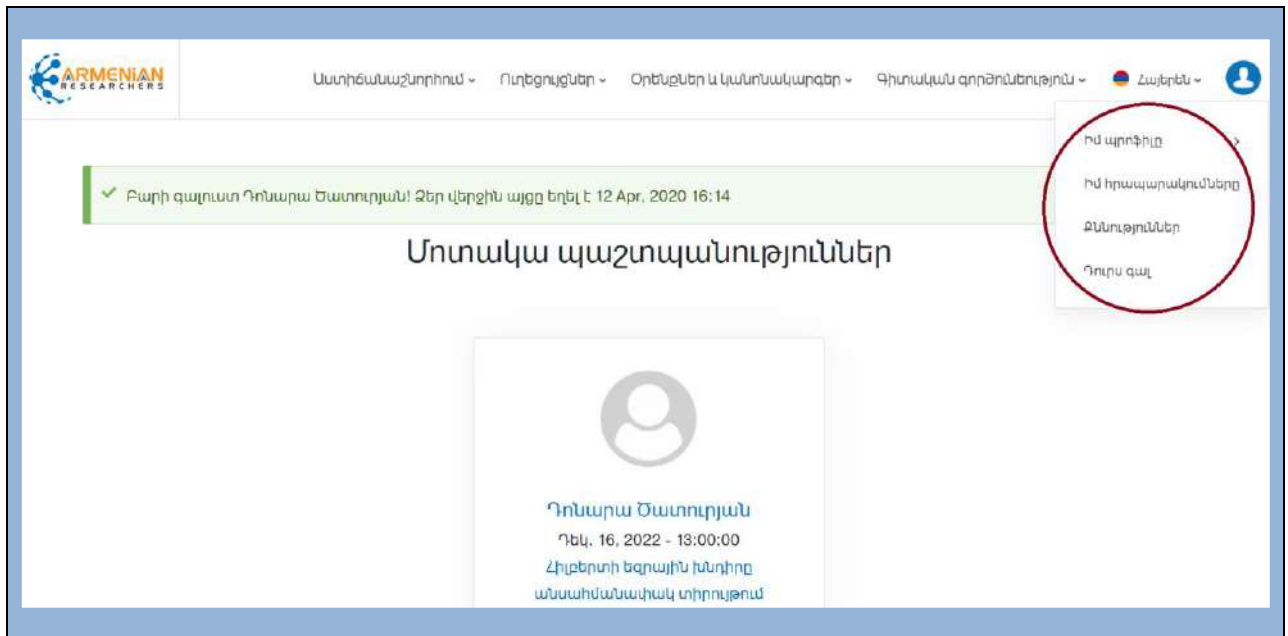 ARMENIAN
RESEARCHERS
Աստիճանաշնորհում Ուղեցույցներ Օրենքներ և կանոնակարգեր Գիտական գործունեություն Հայերեն
Իմ պրոֆիլը
Իմ հրապարակումները
Քննություններ
Դուրս գալ
Բարի գալուստ Դոնարա Ծատուրյան! Ձեր վերջին այցը եղել է 12 Apr, 2020 16:14
Մոտակա պաշտպանություններ
Դոնարա Ծատուրյան
Դեկ. 16, 2022 - 13:00:00
Հիլբերտի եզրային խնդիրը
անսահմանափակ տիրույթում